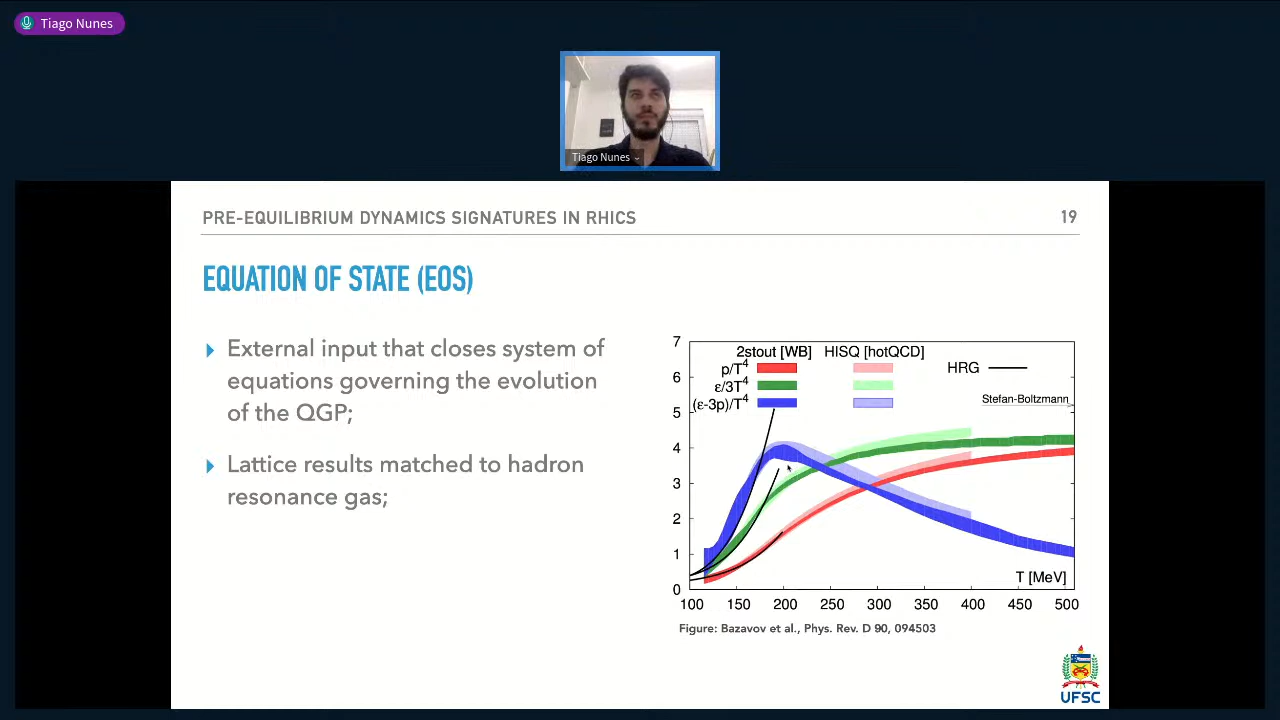 Tiago Nunes
Tiago Nunes
PRE-EQUILIBRIUM DYNAMICS SIGNATURES IN RHICS
19
EQUATION OF STATE (EOS)
External input that closes system of
equations governing the evolution
of the QGP;
Lattice results matched to hadron
resonance gas;
7
6
5
4
3
2
1
0
2stout [WB] HISQ [hotQCD]
p/T⁴
ε/3T⁴
(ε-3p)/T⁴
HRG
Stefan-Boltzmann
T [MeV]
100 150 200 250 300 350 400 450 500
Figure: Bazavov et al., Phys. Rev. D 90, 094503
UFSC